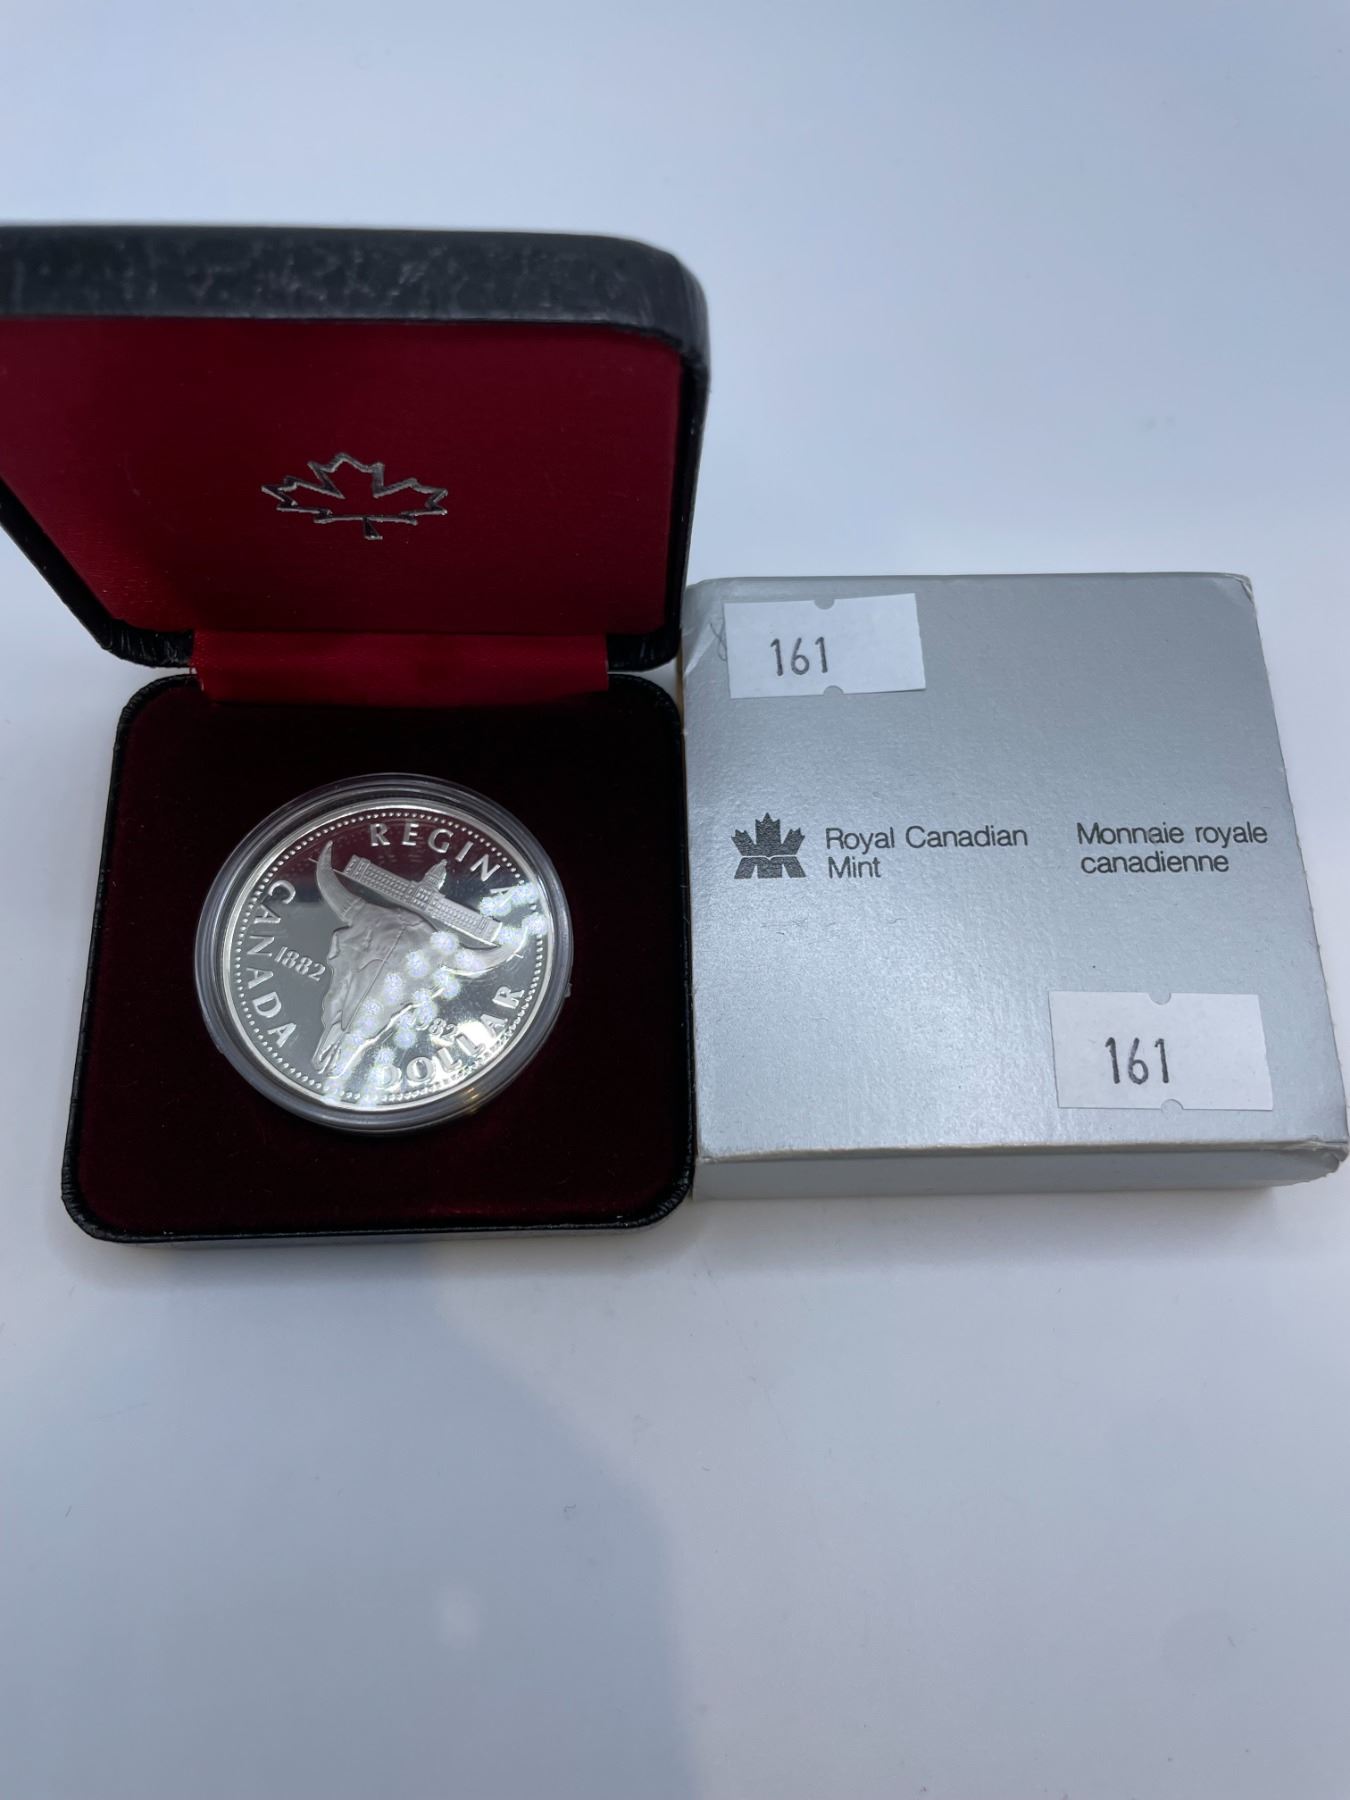 161
Royal Canadian
Mint
Monnaie royale
canadienne
161
REGINA
CANADA
1882
1982
DOLLAR